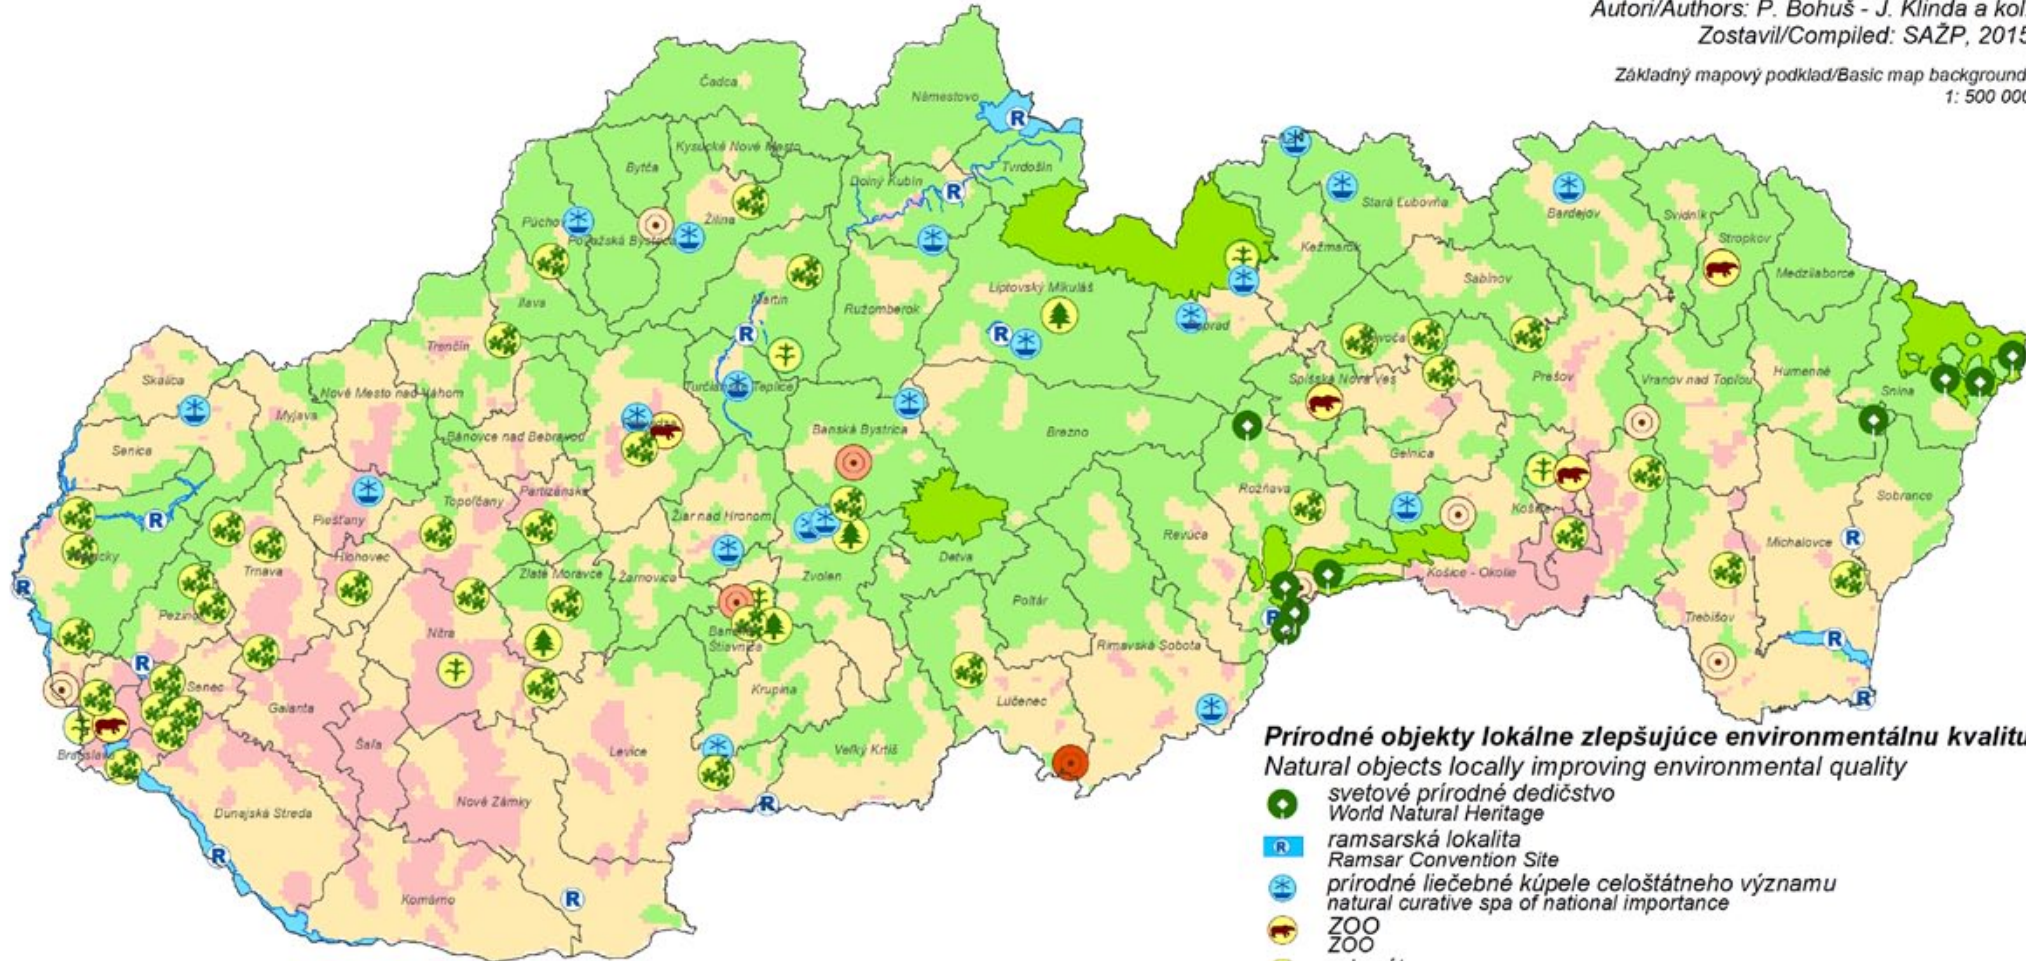 Autori/Authors: P. Bohuš - J. Klinda a kol.
Zostavil/Compiled: SAŽP, 2015
Základný mapový podklad/Basic map background
1: 500 000
Čadca
Námestovo
R
Kysucké Nové Mesto
Bytča
Tvrdošín
Dolný Kubín
R
Stará Ľubovňa
Bardejov
Svidník
Stropkov
Púchov
Považská Bystrica
Žilina
Kežmarok
Sabinov
Medzilaborce
Ilava
Martin
Ružomberok
Liptovský Mikuláš
R
R
Trenčín
Skalica
Nové Mesto nad Váhom
Myjava
Turčianske Teplice
Spišská Nová Ves
Prešov
Vranov nad Topľou
Humenné
Snina
Senica
Bánovce nad Bebravou
Banská Bystrica
Brezno
Gelnica
Topoľčany
Partizánske
Rožňava
Sobrance
R
Piešťany
Žiar nad Hronom
Revúca
Michalovce
R
Hlohovec
Trnava
Zlaté Moravce
Žarnovica
Zvolen
Detva
Košice - Okolie
R
Pezinok
Nitra
Banská
Štiavnica
Poltár
Rimavská Sobota
R
Trebišov
R
R
Senec
Galanta
Krupina
Lučenec
R
Šaľa
Levice
Veľký Krtíš
Bratislava
Dunajská Streda
Nové Zámky
R
R
Komárno
R
Prírodné objekty lokálne zlepšujúce environmentálnu kvalitu
Natural objects locally improving environmental quality
svetové prírodné dedičstvo
World Natural Heritage
R
ramsarská lokalita
Ramsar Convention Site
prírodné liečebné kúpele celoštátneho významu
natural curative spa of national importance
ZOO
ZOO